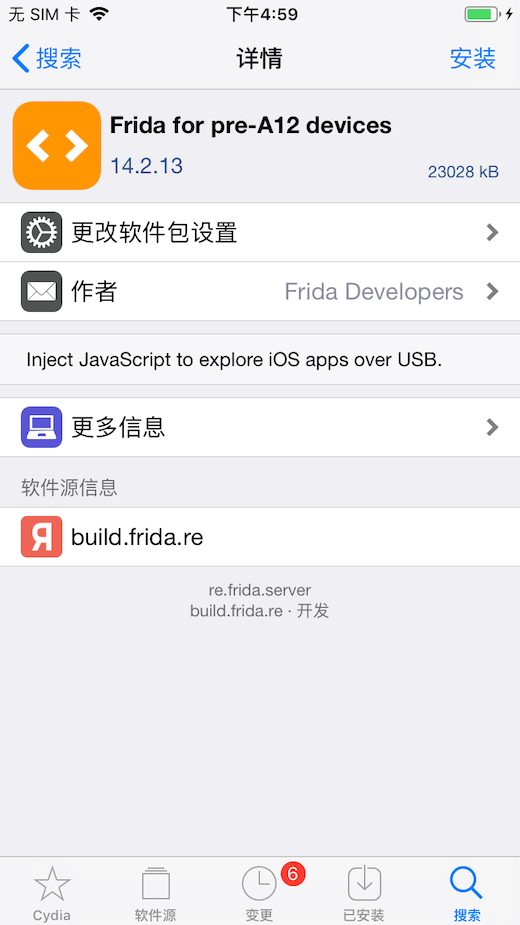 无 SIM 卡 下午4:59
搜索 详情 安装
Frida for pre-A12 devices
14.2.13 23028 kB
更改软件包设置
作者 Frida Developers
Inject JavaScript to explore iOS apps over USB.
更多信息
软件源信息
Я build.frida.re
re.frida.server
build.frida.re · 开发
6
Cydia 软件源 变更 已安装 搜索